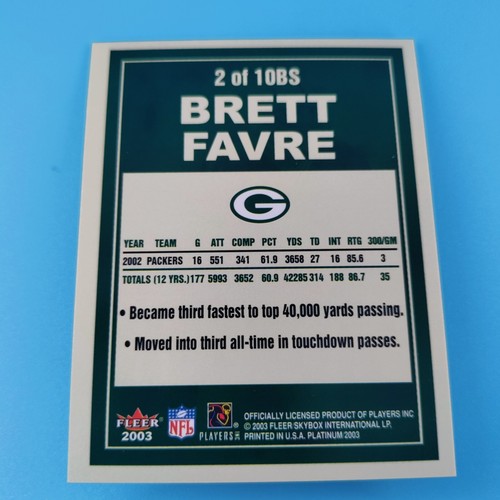 2 of 10BS
BRETT
FAVRE
G
YEAR TEAM G ATT COMP PCT YDS TD INT RTG 300/GM
2002 PACKERS 16 551 341 61.9 3658 27 16 85.6 3
TOTALS (12 YRS.) 177 5993 3652 60.9 42285 314 188 86.7 35
• Became third fastest to top 40,000 yards passing.
• Moved into third all-time in touchdown passes.
FLEER
2003
NFL
PLAYERS INC
OFFICIALLY LICENSED PRODUCT OF PLAYERS INC
© 2003 FLEER SKYBOX INTERNATIONAL LP.
PRINTED IN U.S.A. PLATINUM 2003